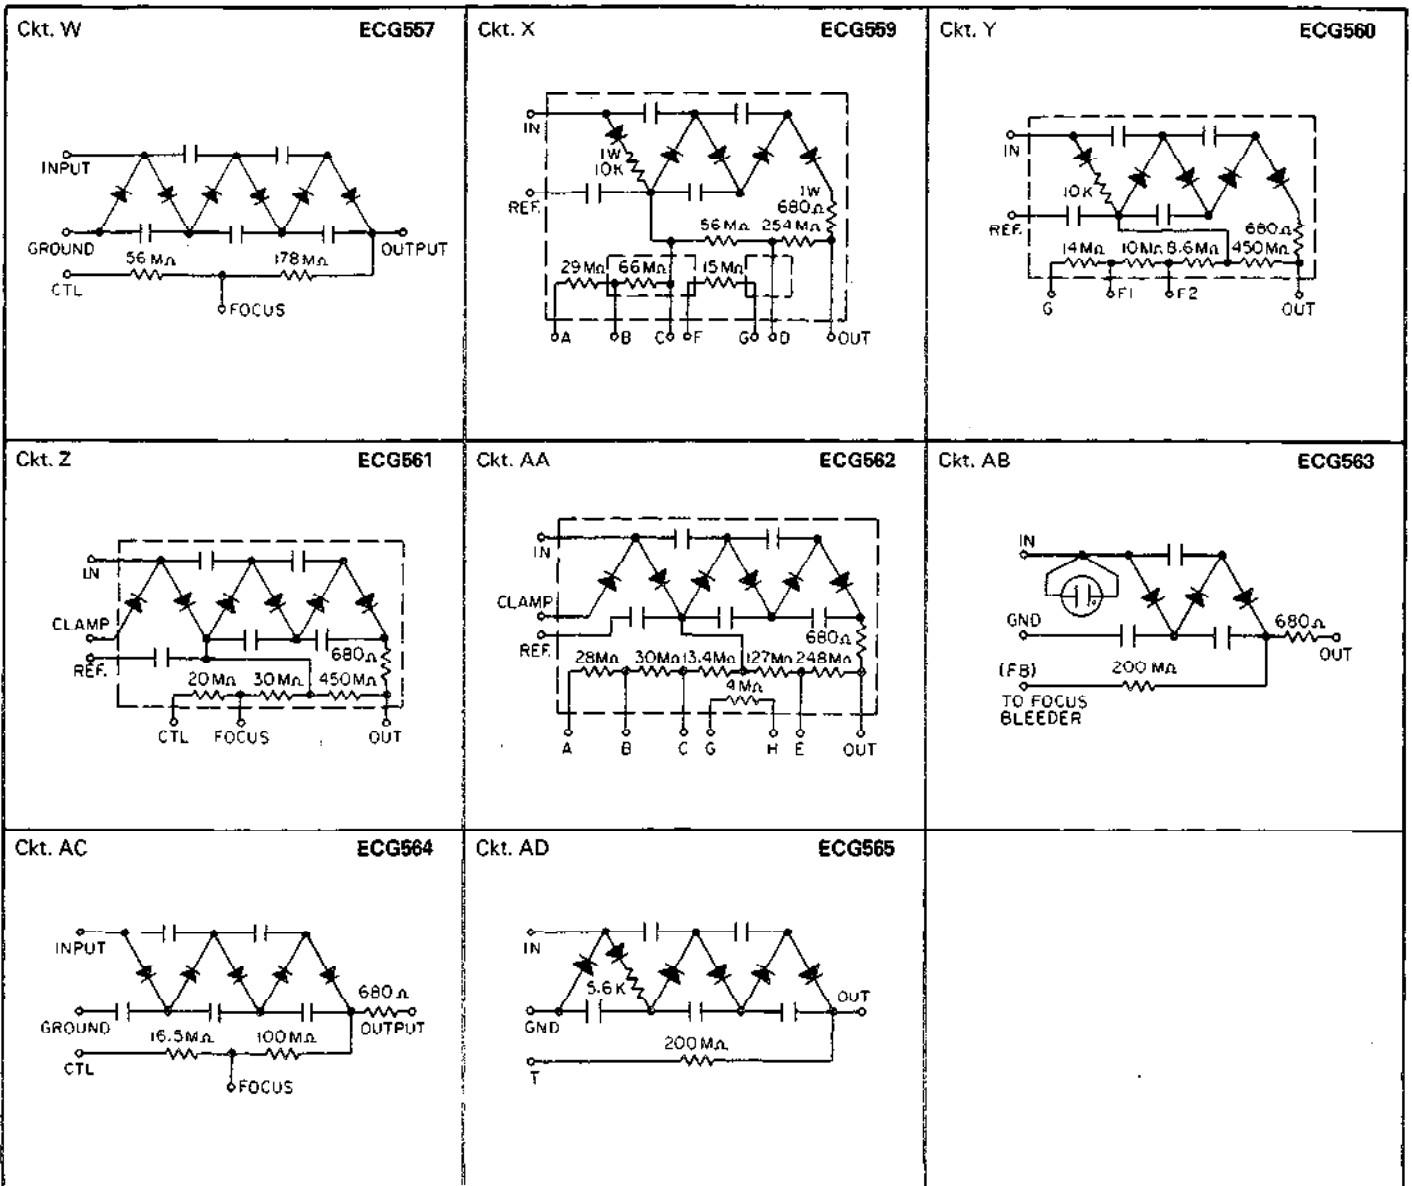 Ckt. W ECG557
INPUT
GROUND
OUTPUT
56 MΩ
178 MΩ
CTL
FOCUS
Ckt. X ECG559
IN
1W
10K
REF.
1W
680Ω
56 MΩ 254 MΩ
29 MΩ 66 MΩ 15 MΩ
A B C F G D OUT
Ckt. Y ECG560
IN
10K
REF.
680Ω
14 MΩ 10 MΩ 8.6 MΩ 450 MΩ
G F1 F2 OUT
Ckt. Z ECG561
IN
CLAMP
REF.
680Ω
20 MΩ 30 MΩ 450 MΩ
CTL FOCUS OUT
Ckt. AA ECG562
IN
CLAMP
REF.
680Ω
28 MΩ 30 MΩ 13.4 MΩ 127 MΩ 248 MΩ
4 MΩ
A B C G H E OUT
Ckt. AB ECG563
IN
GND
680Ω
OUT
(FB)
200 MΩ
TO FOCUS
BLEEDER
Ckt. AC ECG564
INPUT
680Ω
GROUND
OUTPUT
16.5 MΩ 100 MΩ
CTL
FOCUS
Ckt. AD ECG565
IN
5.6K
OUT
GND
200 MΩ
T